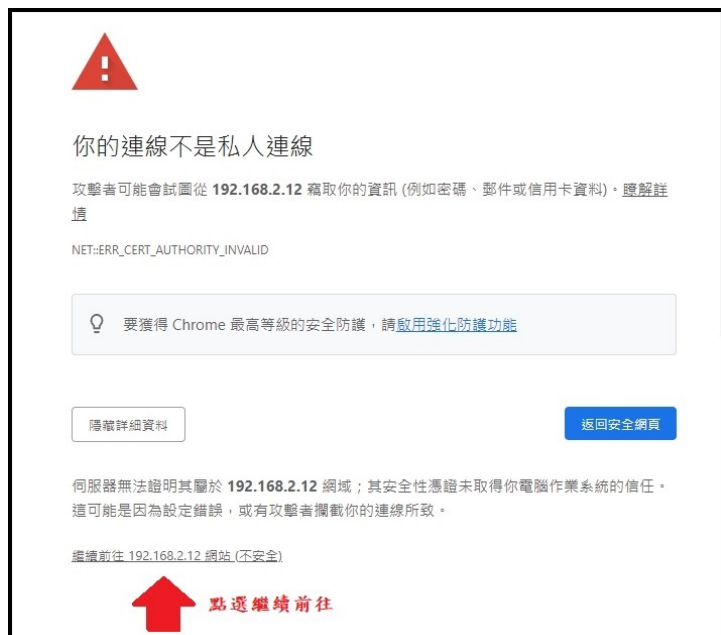 你的連線不是私人連線
攻擊者可能會試圖從 192.168.2.12 竊取你的資訊 (例如密碼、郵件或信用卡資料)。瞭解詳
情
NET::ERR_CERT_AUTHORITY_INVALID
要獲得 Chrome 最高等級的安全防護，請啟用強化防護功能
隱藏詳細資料
返回安全網頁
伺服器無法證明其屬於 192.168.2.12 網域；其安全性憑證未取得你電腦作業系統的信任。
這可能是因為設定錯誤，或有攻擊者攔截你的連線所致。
繼續前往 192.168.2.12 網站 (不安全)
點選繼續前往